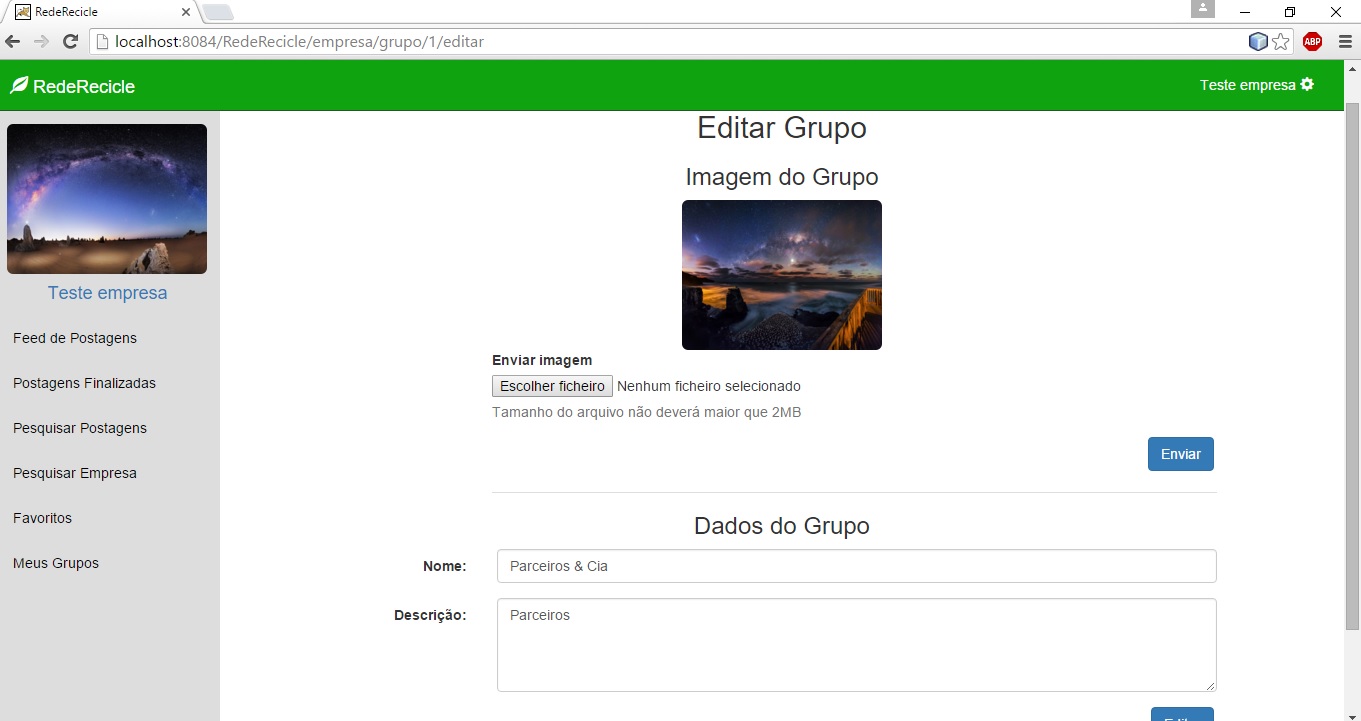 RedeRecicle
localhost:8084/RedeRecicle/empresa/grupo/1/editar
ABP
RedeRecicle
Teste empresa
Editar Grupo
Imagem do Grupo
Teste empresa
Feed de Postagens
Postagens Finalizadas
Pesquisar Postagens
Pesquisar Empresa
Favoritos
Meus Grupos
Enviar imagem
Escolher ficheiro Nenhum ficheiro selecionado
Tamanho do arquivo não deverá maior que 2MB
Enviar
Dados do Grupo
Nome: Parceiros & Cia
Descrição: Parceiros